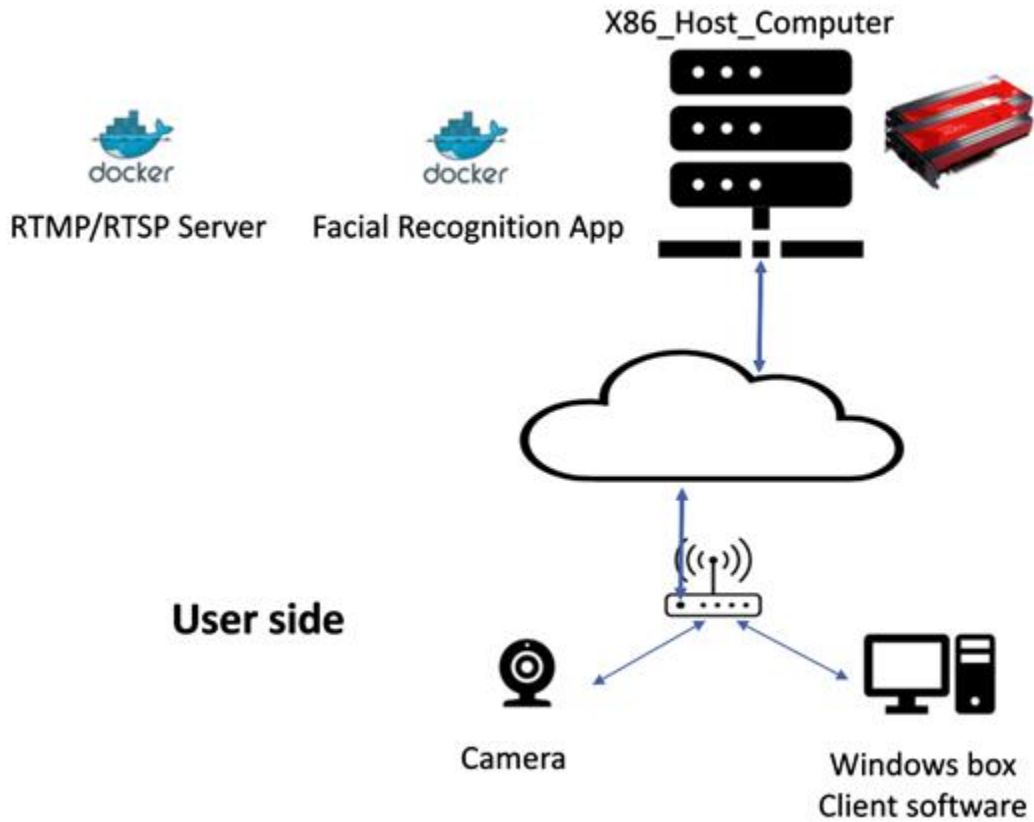 X86_Host_Computer
docker
docker
RTMP/RTSP Server
Facial Recognition App
User side
Camera
Windows box
Client software